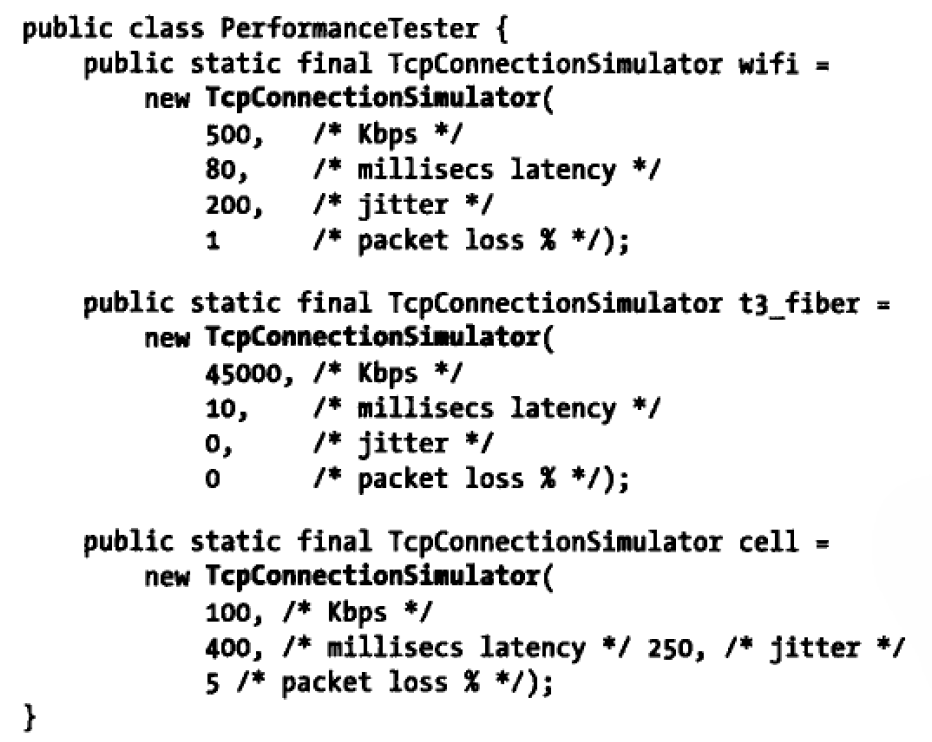 public class PerformanceTester {
    public static final TcpConnectionSimulator wifi =
        new TcpConnectionSimulator(
            500,   /* Kbps */
            80,    /* millisecs latency */
            200,   /* jitter */
            1      /* packet loss % */);
    public static final TcpConnectionSimulator t3_fiber =
        new TcpConnectionSimulator(
            45000, /* Kbps */
            10,    /* millisecs latency */
            0,     /* jitter */
            0      /* packet loss % */);
    public static final TcpConnectionSimulator cell =
        new TcpConnectionSimulator(
            100, /* Kbps */
            400, /* millisecs latency */ 250, /* jitter */
            5 /* packet loss % */);
}